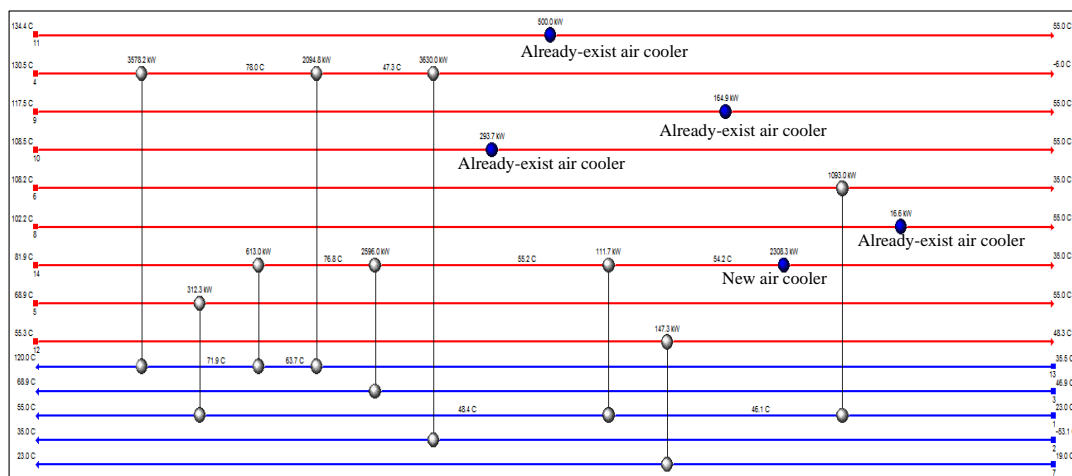 134.4 C 500.0 kW 55.0 C
11 Already-exist air cooler
130.5 C 3578.2 kW 78.0 C 2094.8 kW 47.3 C 3630.0 kW -6.0 C
4
117.5 C 164.9 kW 55.0 C
9 Already-exist air cooler
108.5 C 293.7 kW 55.0 C
10 Already-exist air cooler
108.2 C 1093.0 kW 35.0 C
6
102.2 C 16.6 kW 55.0 C
8 Already-exist air cooler
81.9 C 613.0 kW 76.8 C 2596.0 kW 55.2 C 111.7 kW 54.2 C 2308.3 kW 35.0 C
14 New air cooler
68.9 C 312.3 kW 55.0 C
5
55.3 C 147.3 kW 48.3 C
12
120.0 C 71.9 C 63.7 C 35.5 C
13
68.9 C 46.9 C
3
55.0 C 48.4 C 46.1 C 23.0 C
1
35.0 C -53.1 C
2
23.0 C 19.0 C
7